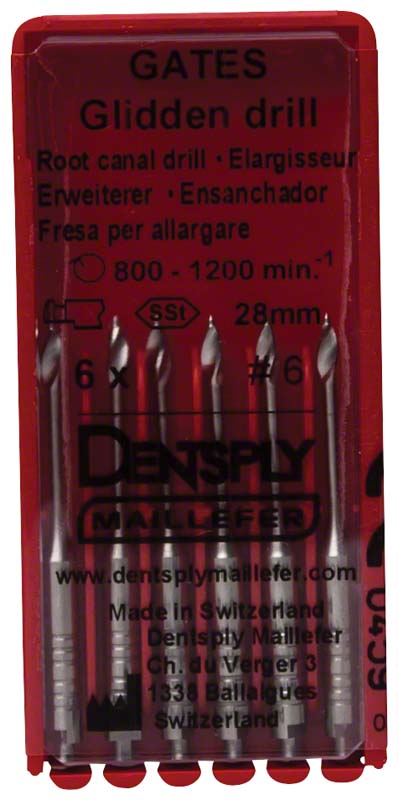 GATES
Glidden drill
Root canal drill · Elargisseur
Erweiterer · Ensanchador
Fresa per allargare
800 - 1200 min.-1
SSt 28mm
6 x # 6
DENTSPLY
MAILLEFER
www.dentsplymaillefer.com
Made in Switzerland
Dentsply Maillefer
Ch. du Verger 3
1338 Ballaigues
Switzerland